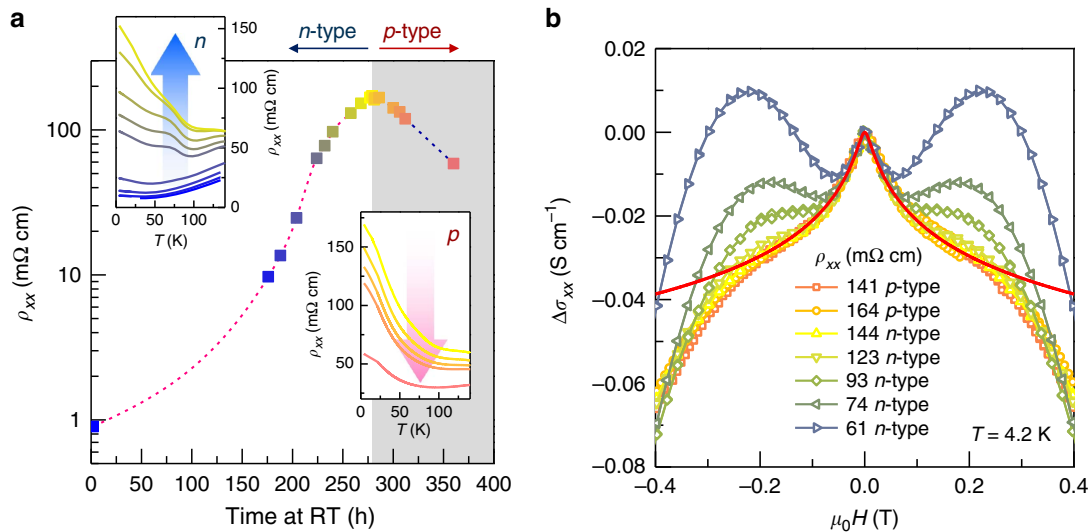 a
n-type
p-type
n
150
100
50
0
ρxx (mΩ cm)
0
50
100
T (K)
100
10
1
ρxx (mΩ cm)
p
150
100
50
ρxx (mΩ cm)
0
25
50
75
100
125
T (K)
0
50
100
150
200
250
300
350
400
Time at RT (h)
b
0.02
0.00
−0.02
−0.04
−0.06
−0.08
Δσxx (S cm−1)
ρxx (mΩ cm)
141 p-type
164 p-type
144 n-type
123 n-type
93 n-type
74 n-type
61 n-type
T = 4.2 K
−0.4
−0.2
0.0
0.2
0.4
μ0H (T)